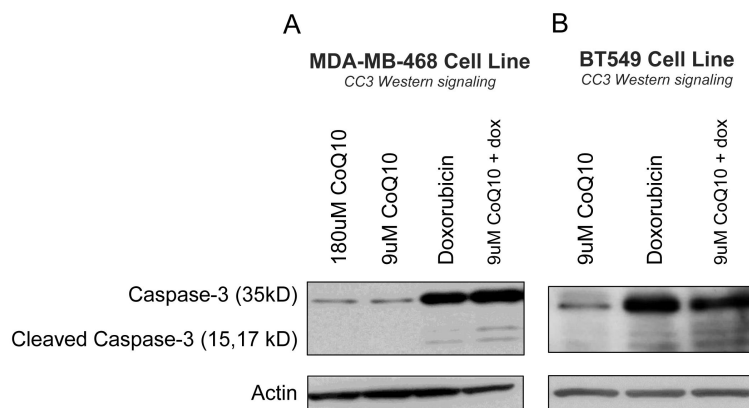 A
MDA-MB-468 Cell Line
CC3 Western signaling
180uM CoQ10
9uM CoQ10
Doxorubicin
9uM CoQ10 + dox
B
BT549 Cell Line
CC3 Western signaling
9uM CoQ10
Doxorubicin
9uM CoQ10 + dox
Caspase-3 (35kD)
Cleaved Caspase-3 (15,17 kD)
Actin